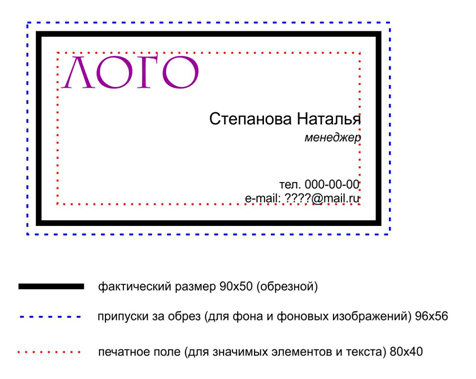 ЛОГО
Степанова Наталья
менеджер
тел. 000-00-00
e-mail: ????@mail.ru
фактический размер 90x50 (обрезной)
припуски за обрез (для фона и фоновых изображений) 96x56
печатное поле (для значимых элементов и текста) 80x40